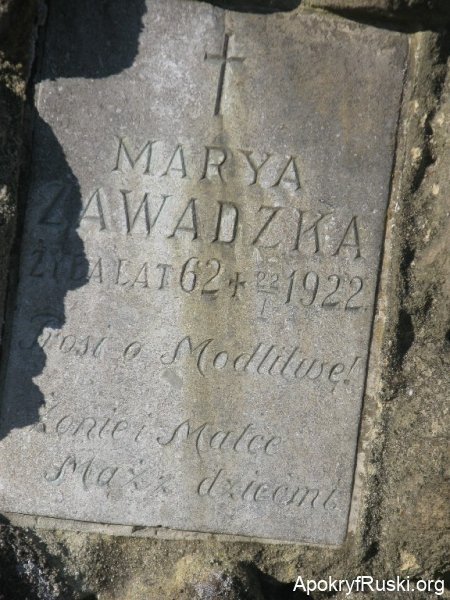 MARYA
ZAWADZKA
ŻYŁA LAT 62 + 22/I 1922.
Prosi o Modlitwę!
Żonie i Matce
Mąż z dziećmi.
ApokryfRuski.org